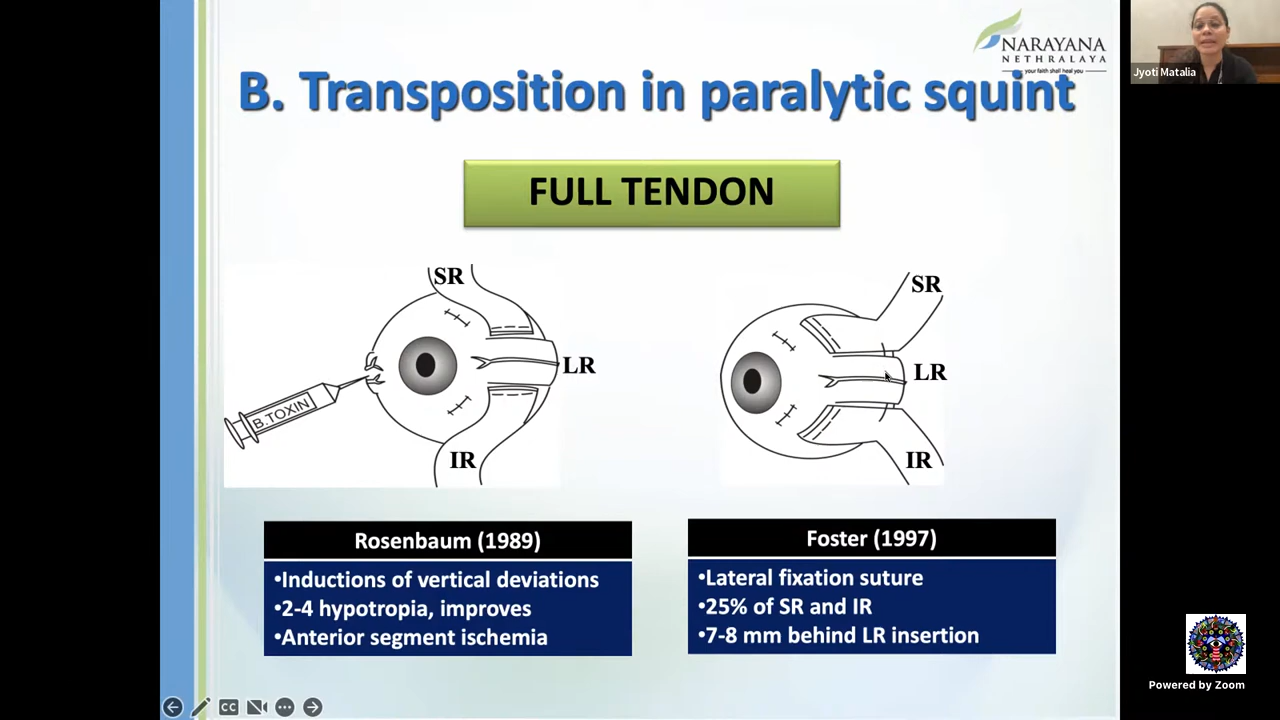 NARAYANA
NETHRALAYA
your faith shall heal you
Jyoti Matalia
B. Transposition in paralytic squint
FULL TENDON
SR
LR
IR
B.TOXIN
SR
LR
IR
Rosenbaum (1989)
•Inductions of vertical deviations
•2-4 hypotropia, improves
•Anterior segment ischemia
Foster (1997)
•Lateral fixation suture
•25% of SR and IR
•7-8 mm behind LR insertion
CC
Powered by Zoom